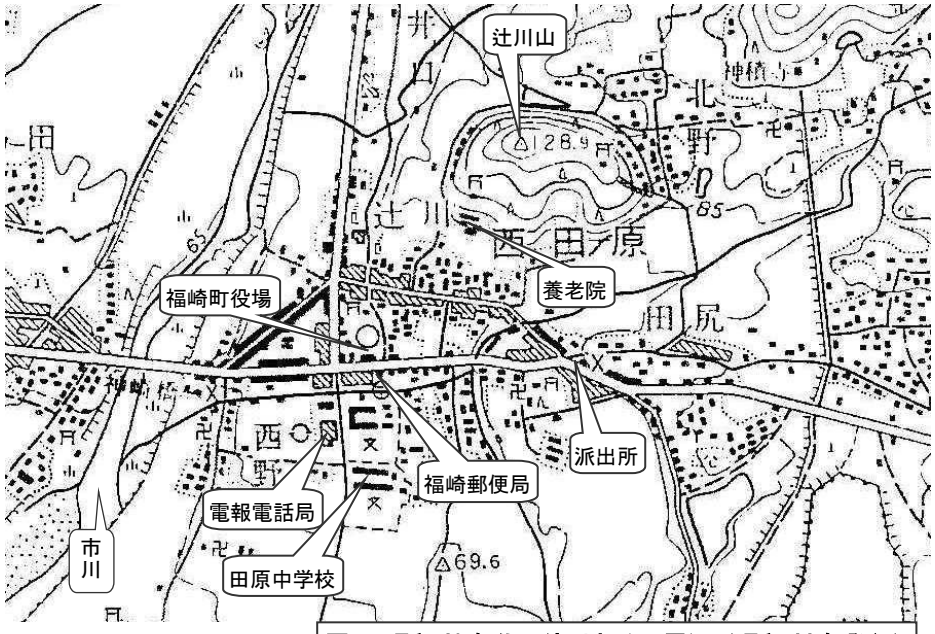 井
口
辻川山
神積寺
北
野
田
128.9
85
辻川
西田原
65
養老院
福崎町役場
田尻
神崎橋
西
野
派出所
福崎郵便局
電報電話局
市川
田原中学校
69.6